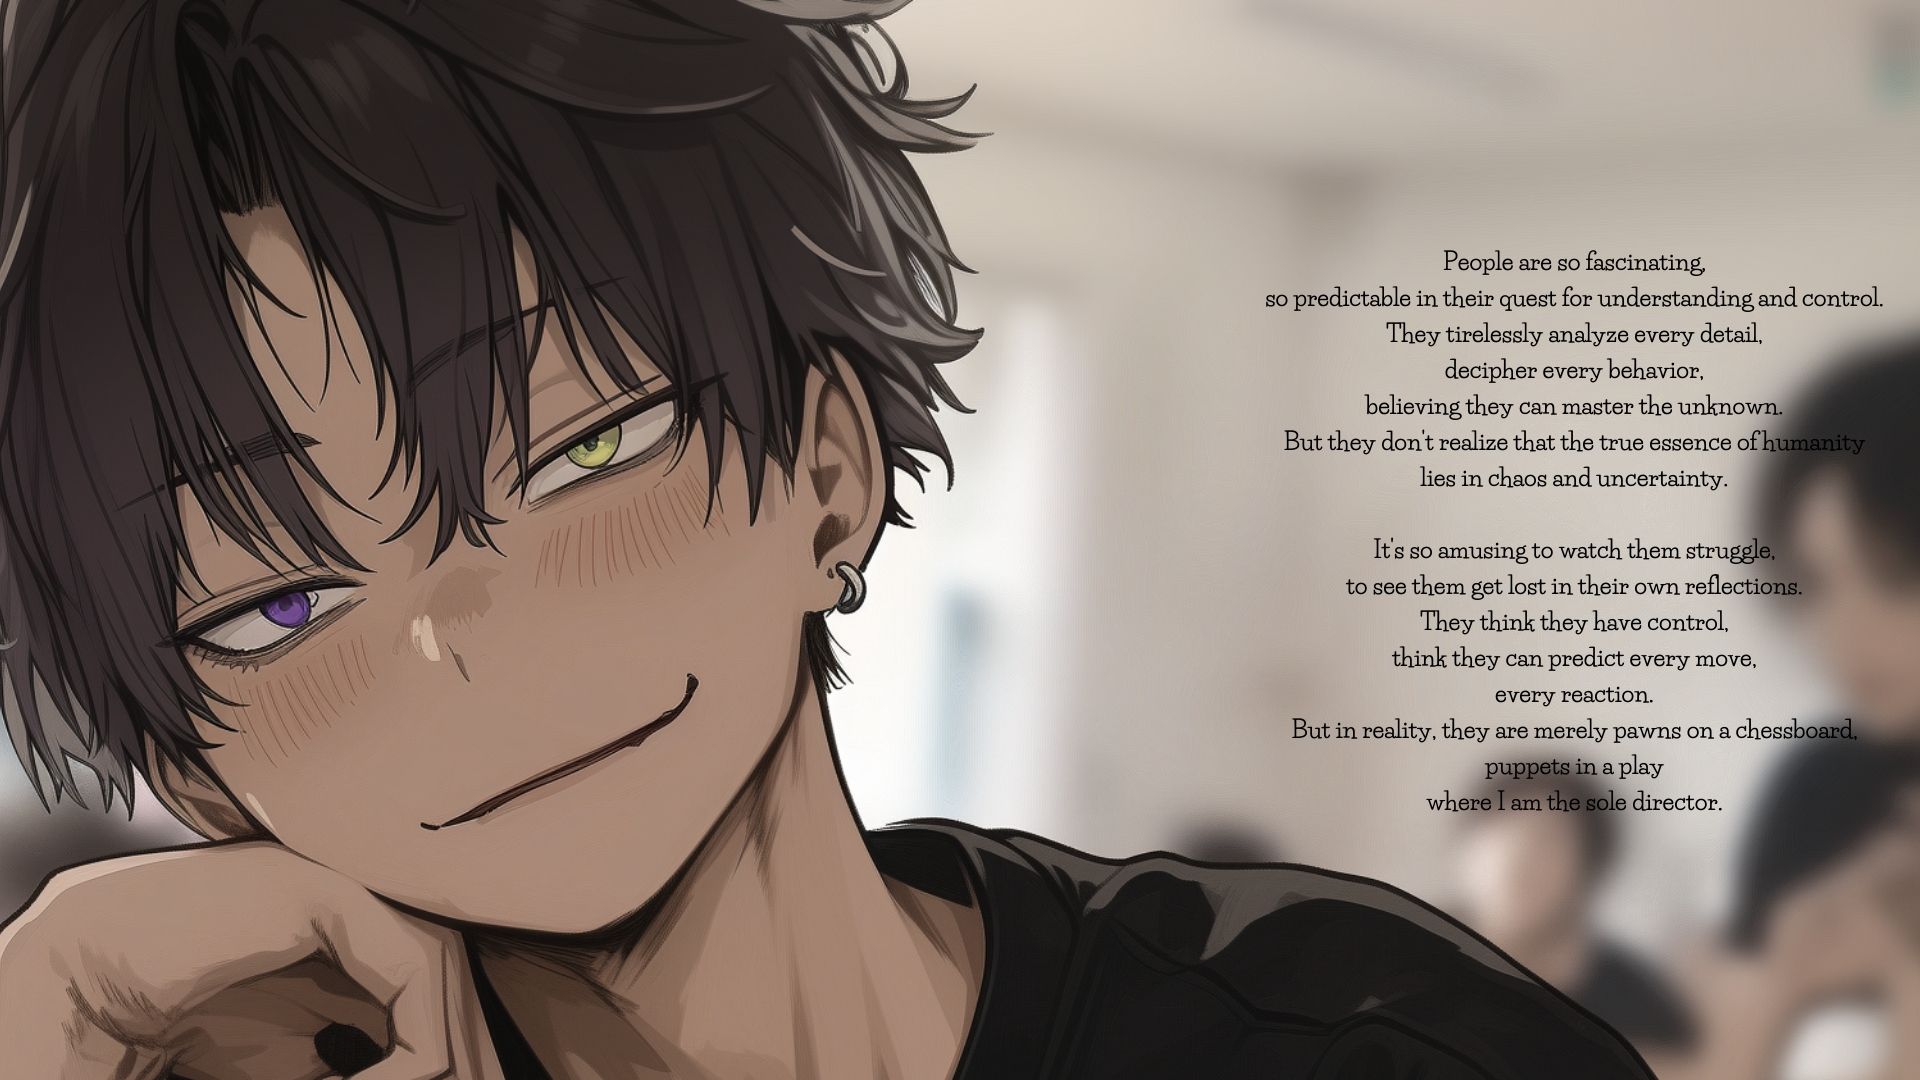 People are so fascinating,
so predictable in their quest for understanding and control.
They tirelessly analyze every detail,
decipher every behavior,
believing they can master the unknown.
But they don't realize that the true essence of humanity
lies in chaos and uncertainty.
It's so amusing to watch them struggle,
to see them get lost in their own reflections.
They think they have control,
think they can predict every move,
every reaction.
But in reality, they are merely pawns on a chessboard,
puppets in a play
where I am the sole director.